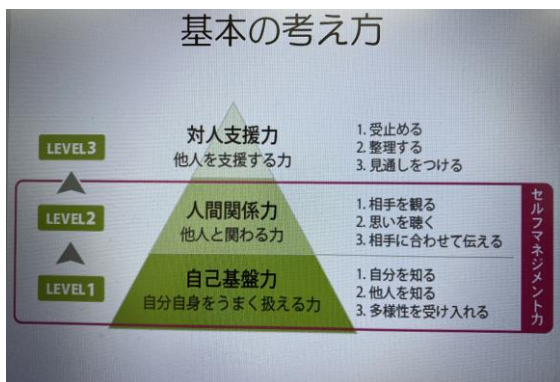 基本の考え方
LEVEL3
対人支援力
他人を支援する力
1. 受止める
2. 整理する
3. 見通しをつける
LEVEL2
人間関係力
他人と関わる力
1. 相手を観る
2. 思いを聴く
3. 相手に合わせて伝える
LEVEL1
自己基盤力
自分自身をうまく扱える力
1. 自分を知る
2. 他人を知る
3. 多様性を受け入れる
セルフマネジメント力